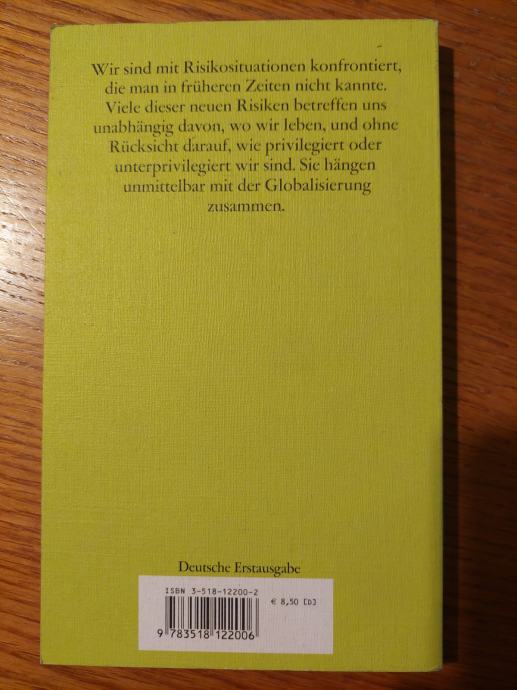 Wir sind mit Risikosituationen konfrontiert,
die man in früheren Zeiten nicht kannte.
Viele dieser neuen Risiken betreffen uns
unabhängig davon, wo wir leben, und ohne
Rücksicht darauf, wie privilegiert oder
unterprivilegiert wir sind. Sie hängen
unmittelbar mit der Globalisierung
zusammen.
Deutsche Erstausgabe
ISBN 3-518-12200-2
€ 8,50 [D]
9 783518 122006